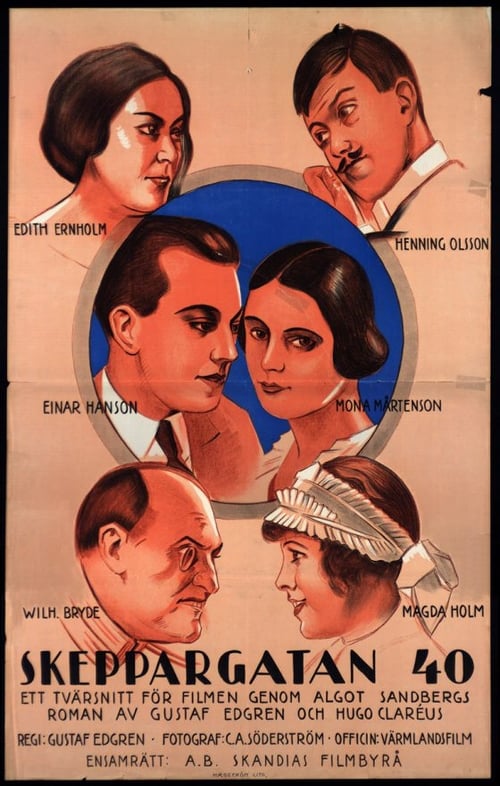 EDITH ERNHOLM
HENNING OLSSON
EINAR HANSON
MONA MÅRTENSON
WILH. BRYDE
MAGDA HOLM
SKEPPARGATAN 40
ETT TVÄRSNITT FÖR FILMEN GENOM ALGOT SANDBERGS
ROMAN AV GUSTAF EDGREN OCH HUGO CLARÉUS
REGI: GUSTAF EDGREN · FOTOGRAF: C.A. SÖDERSTRÖM · OFFICIN: VÄRMLANDSFILM
ENSAMRÄTT: A.B. SKANDIAS FILMBYRÅ
HÆGSTRÖM LITO.